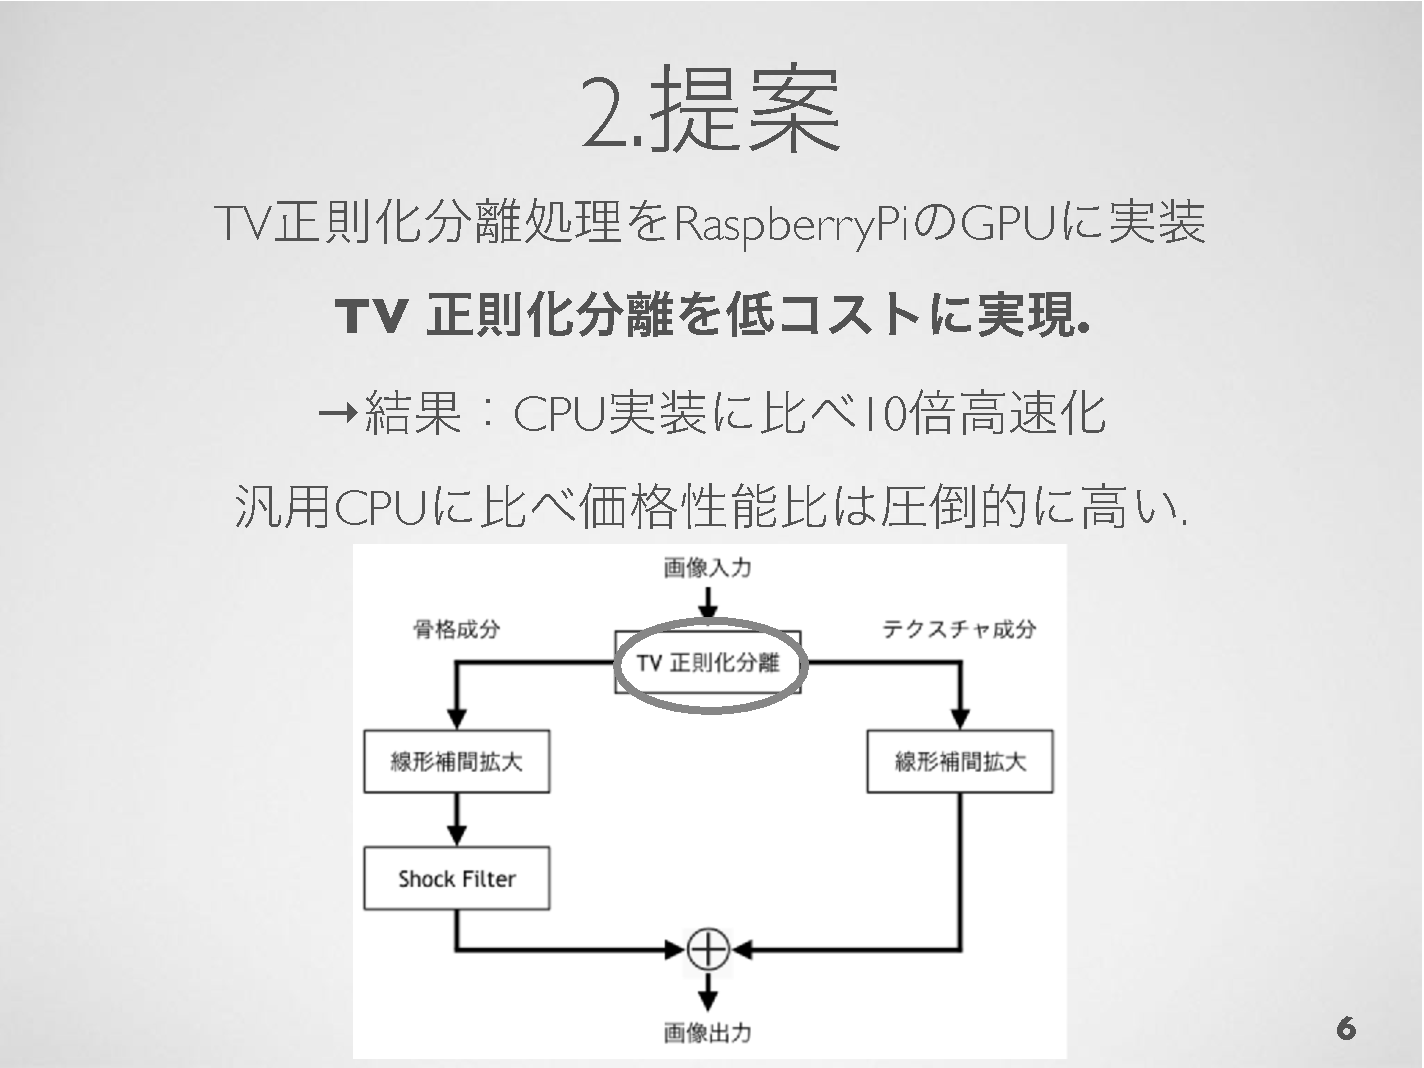 2.提案
TV正則化分離処理をRaspberryPiのGPUに実装
TV 正則化分離を低コストに実現.
→結果：CPU実装に比べ10倍高速化
汎用CPUに比べ価格性能比は圧倒的に高い.
画像入力
骨格成分
テクスチャ成分
TV 正則化分離
線形補間拡大
線形補間拡大
Shock Filter
画像出力
6